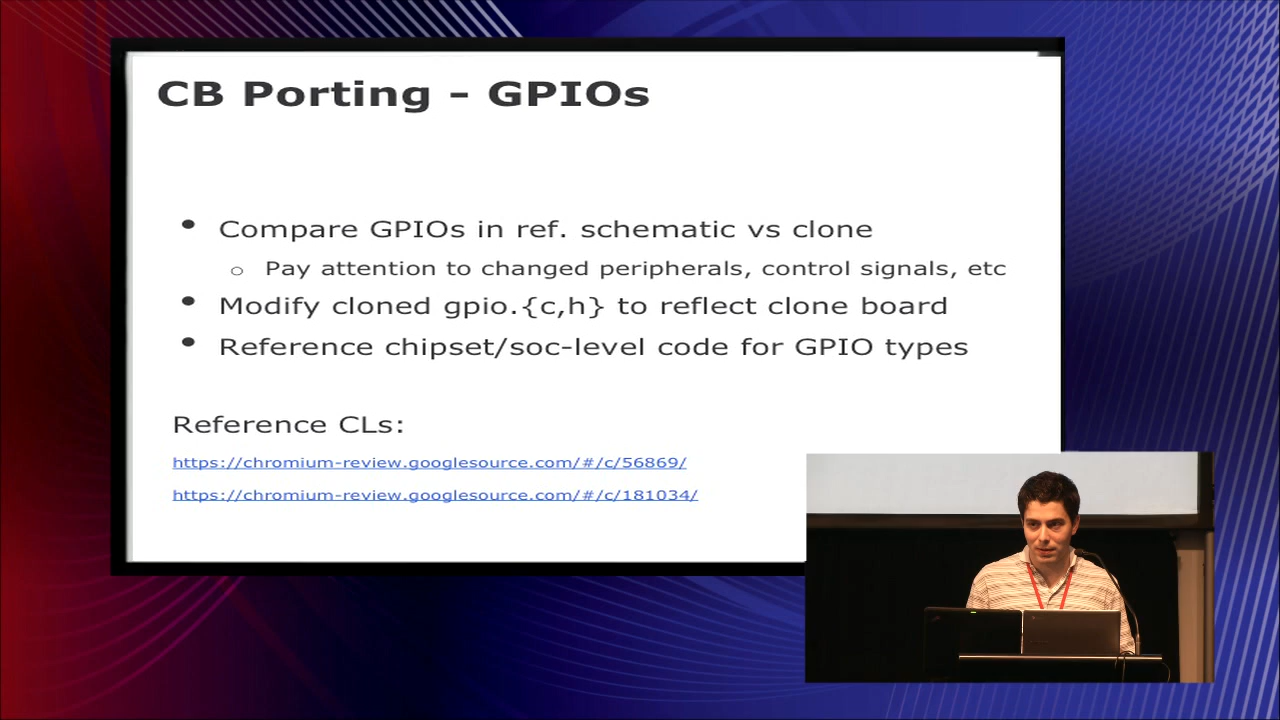 CB Porting - GPIOs
• Compare GPIOs in ref. schematic vs clone
○ Pay attention to changed peripherals, control signals, etc
• Modify cloned gpio.{c,h} to reflect clone board
• Reference chipset/soc-level code for GPIO types
Reference CLs:
https://chromium-review.googlesource.com/#/c/56869/
https://chromium-review.googlesource.com/#/c/181034/